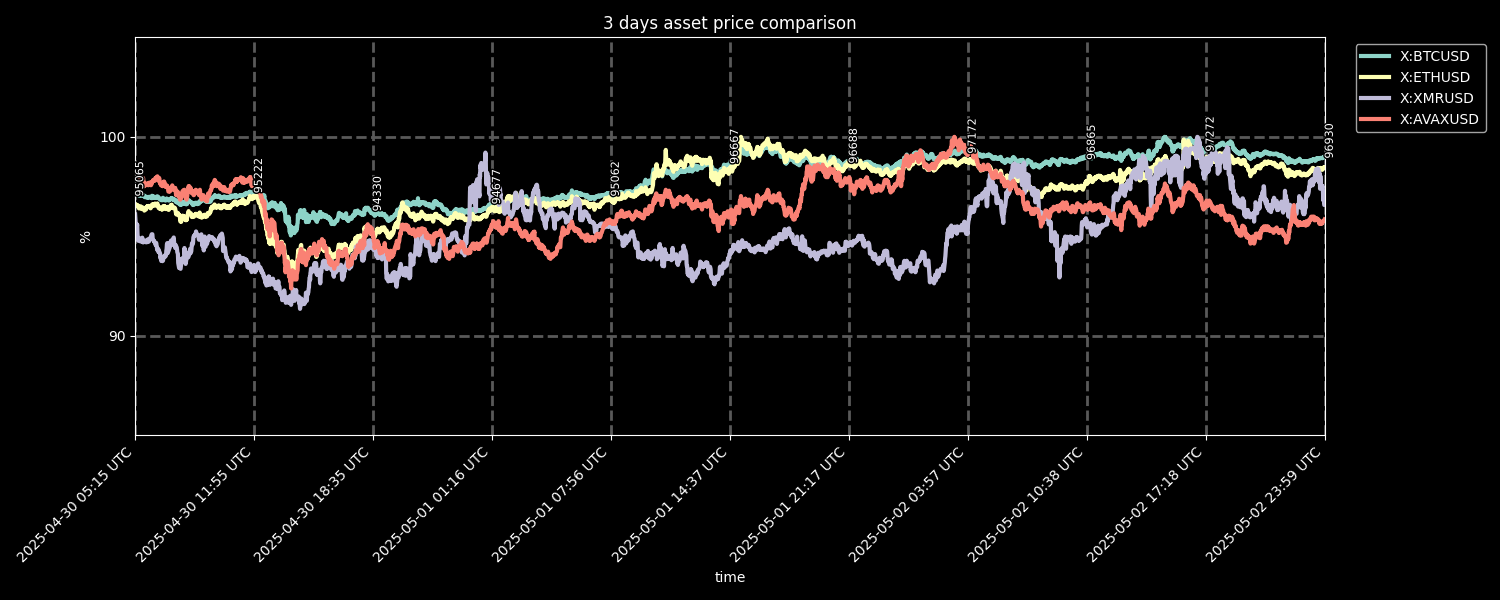 3 days asset price comparison
X:BTCUSD
X:ETHUSD
X:XMRUSD
X:AVAXUSD
100
90
%
95065
95222
94330
94677
95062
96667
96688
97172
96865
97272
96930
2025-04-30 05:15 UTC
2025-04-30 11:55 UTC
2025-04-30 18:35 UTC
2025-05-01 01:16 UTC
2025-05-01 07:56 UTC
2025-05-01 14:37 UTC
2025-05-01 21:17 UTC
2025-05-02 03:57 UTC
2025-05-02 10:38 UTC
2025-05-02 17:18 UTC
2025-05-02 23:59 UTC
time